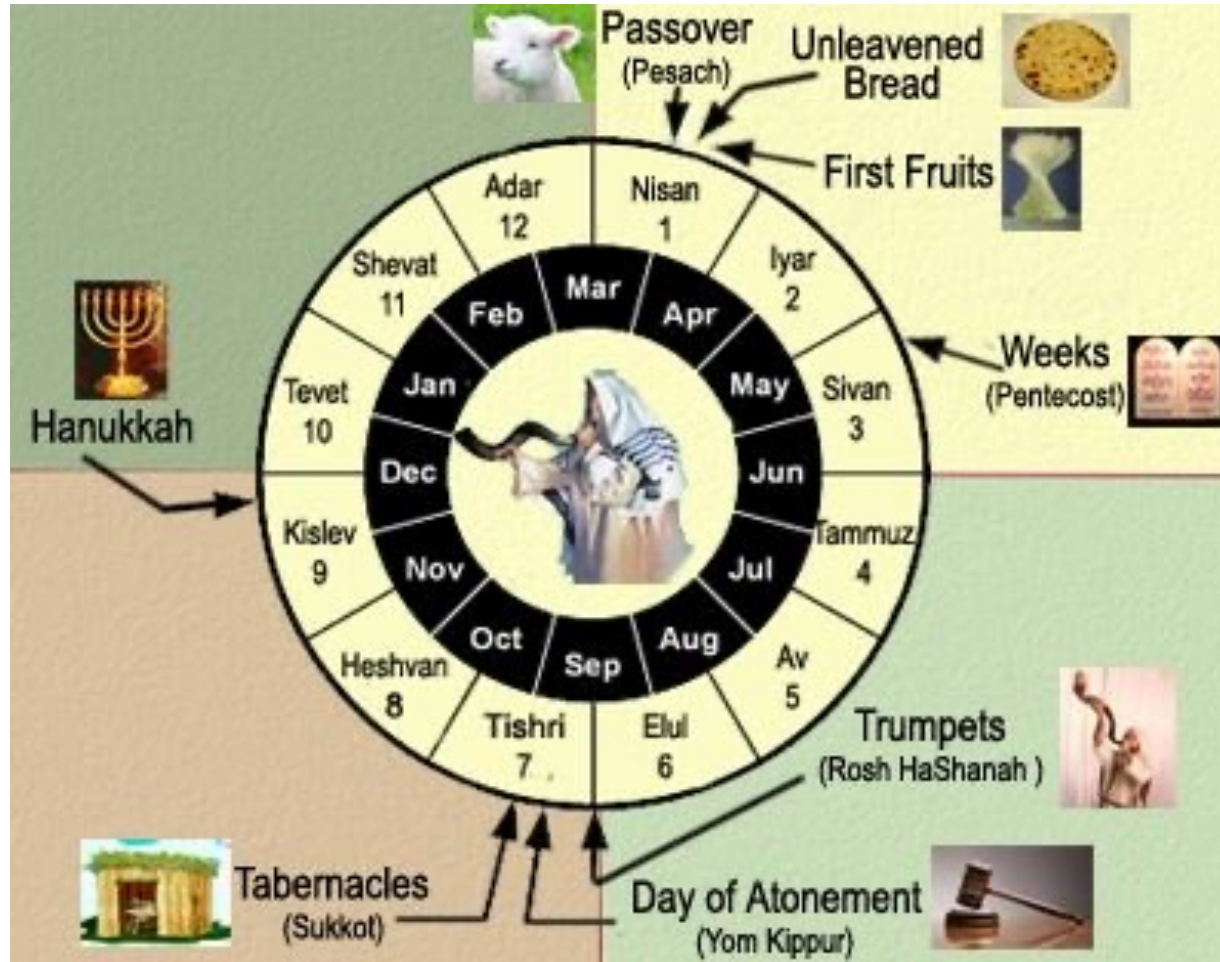 Passover
(Pesach)
Unleavened
Bread
First Fruits
Weeks
(Pentecost)
Trumpets
(Rosh HaShanah )
Day of Atonement
(Yom Kippur)
Tabernacles
(Sukkot)
Hanukkah
Nisan
1
Iyar
2
Sivan
3
Tammuz
4
Av
5
Elul
6
Tishri
7
Heshvan
8
Kislev
9
Tevet
10
Shevat
11
Adar
12
Mar
Apr
May
Jun
Jul
Aug
Sep
Oct
Nov
Dec
Jan
Feb